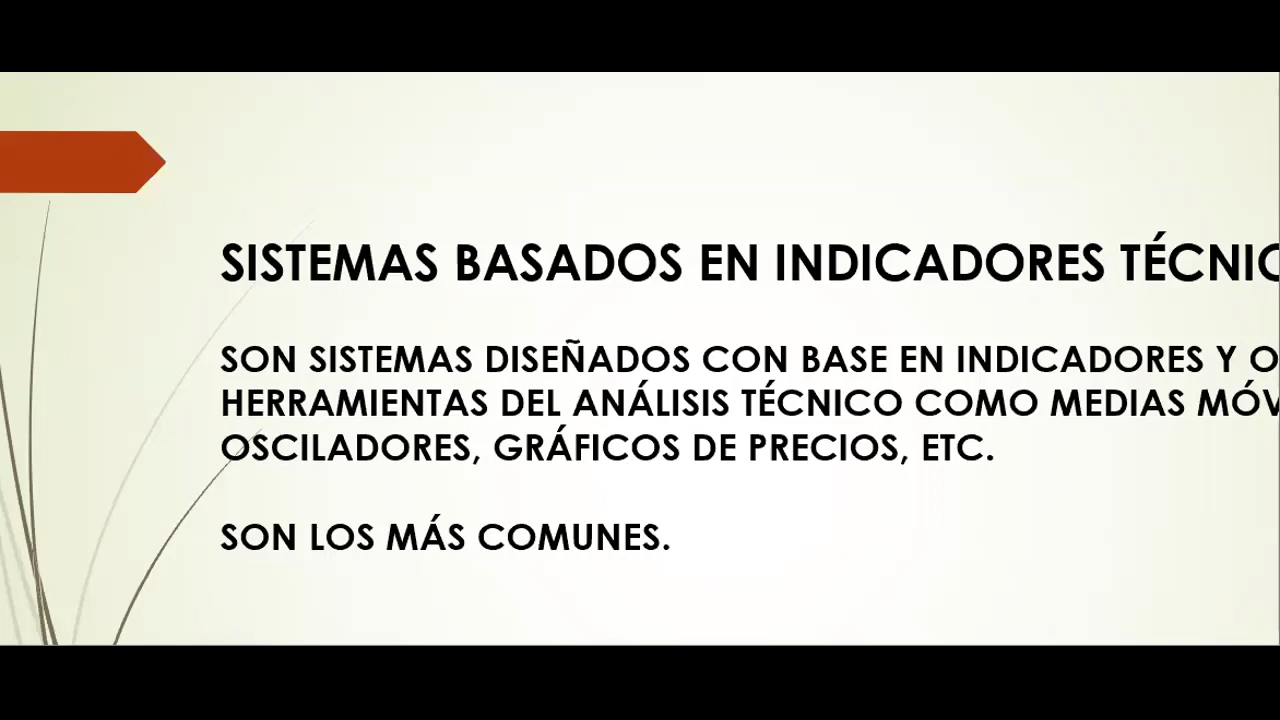 SISTEMAS BASADOS EN INDICADORES
SON SISTEMAS DISEÑADOS CON BASE EN INDICADORES Y
HERRAMIENTAS DEL ANÁLISIS TÉCNICO COMO MEDIAS
OSCILADORES, GRÁFICOS DE PRECIOS, ETC.
SON LOS MÁS COMUNES.